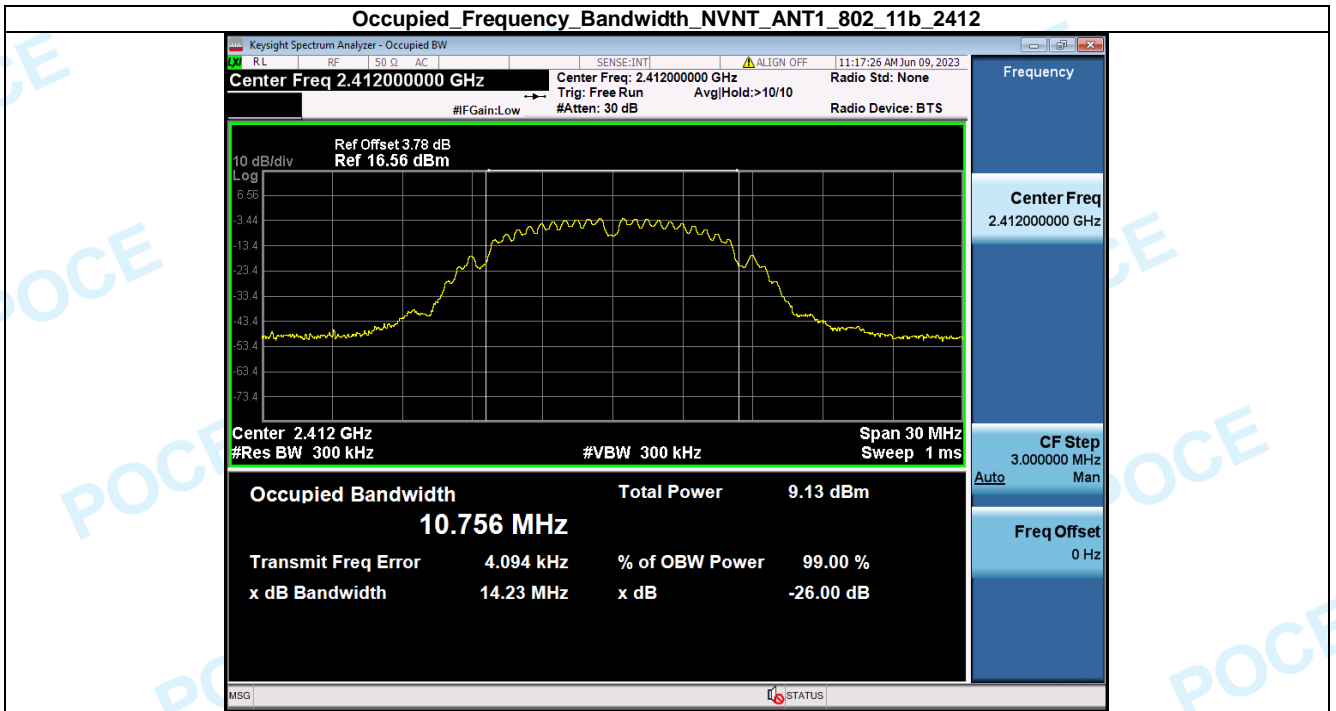 Occupied_Frequency_Bandwidth_NVNT_ANT1_802_11b_2412
Keysight Spectrum Analyzer - Occupied BW
LXI RL RF 50 Ω AC SENSE:INT ALIGN OFF 11:17:26 AM Jun 09, 2023
Center Freq 2.412000000 GHz
Center Freq: 2.412000000 GHz
Radio Std: None
Trig: Free Run Avg|Hold:>10/10
#IFGain:Low
#Atten: 30 dB
Radio Device: BTS
Ref Offset 3.78 dB
10 dB/div Ref 16.56 dBm
Log
6.56
-3.44
-13.4
-23.4
-33.4
-43.4
-53.4
-63.4
-73.4
Center 2.412 GHz Span 30 MHz
#Res BW 300 kHz #VBW 300 kHz Sweep 1 ms
Occupied Bandwidth Total Power 9.13 dBm
10.756 MHz
Transmit Freq Error 4.094 kHz % of OBW Power 99.00 %
x dB Bandwidth 14.23 MHz x dB -26.00 dB
MSG STATUS
Frequency
Center Freq
2.412000000 GHz
CF Step
3.000000 MHz
Auto Man
Freq Offset
0 Hz
POCE
POCE
POCE
POCE